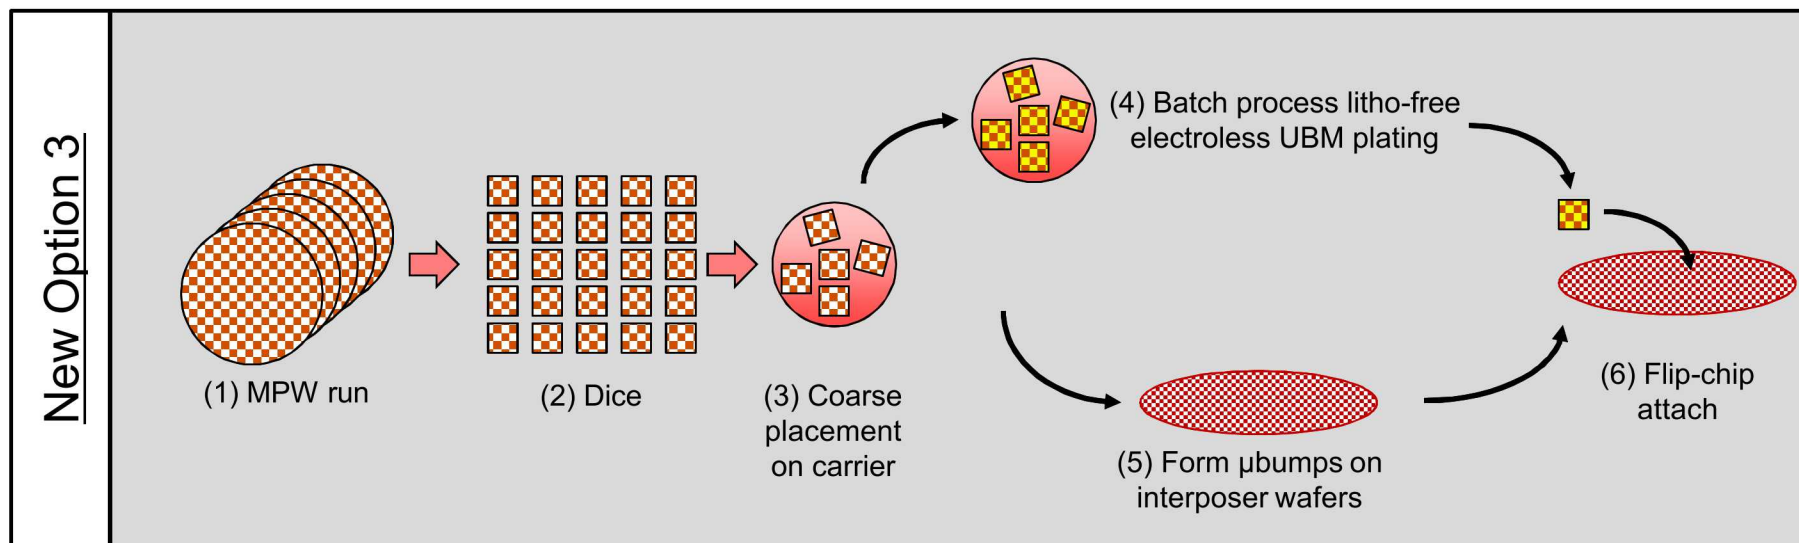 New Option 3
(1) MPW run
(2) Dice
(3) Coarse
placement
on carrier
(4) Batch process litho-free
electroless UBM plating
(5) Form µbumps on
interposer wafers
(6) Flip-chip
attach